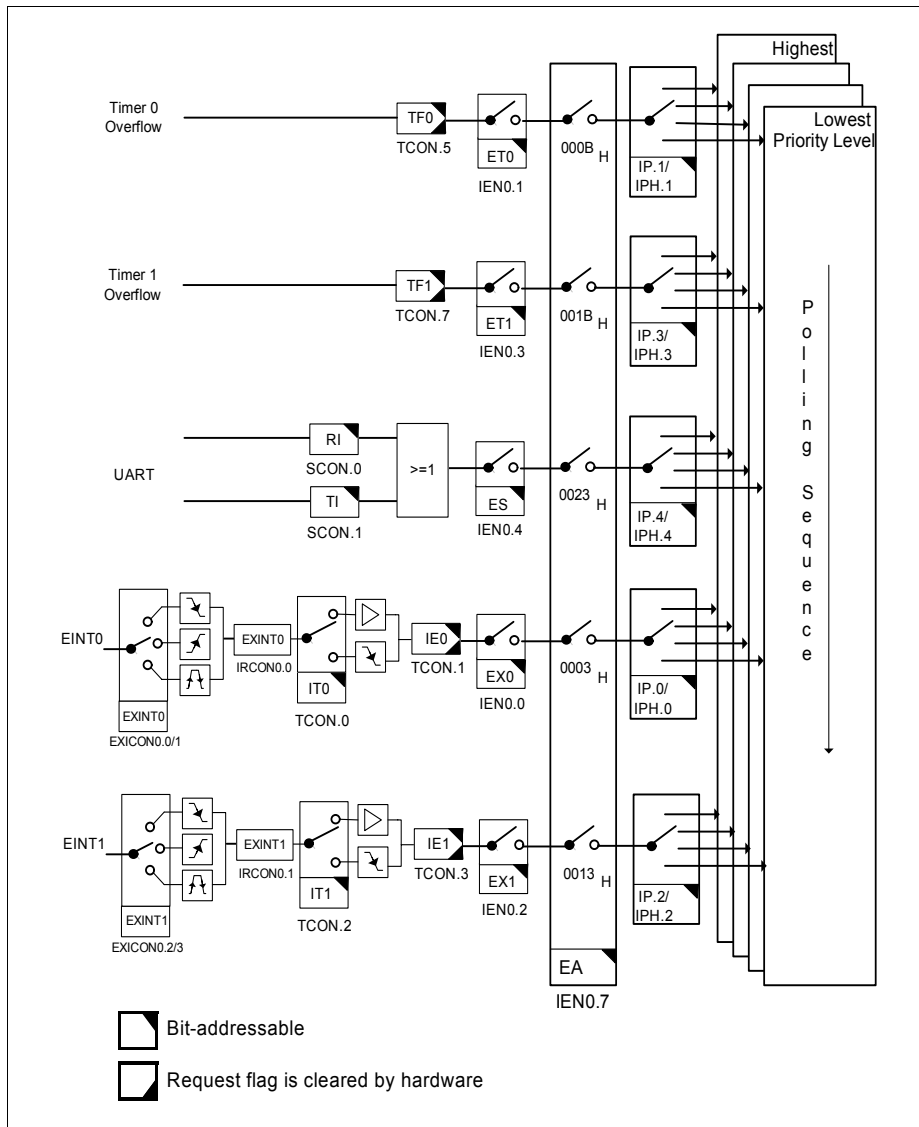 Highest
Lowest
Priority Level
Timer 0
Overflow
TF0
TCON.5
ET0
IEN0.1
000B H
IP.1/
IPH.1
Timer 1
Overflow
TF1
TCON.7
ET1
IEN0.3
001B H
IP.3/
IPH.3
UART
RI
SCON.0
TI
SCON.1
>=1
ES
IEN0.4
0023 H
IP.4/
IPH.4
EINT0
EXINT0
EXICON0.0/1
EXINT0
IRCON0.0
IT0
TCON.0
IE0
TCON.1
EX0
IEN0.0
0003 H
IP.0/
IPH.0
EINT1
EXINT1
EXICON0.2/3
EXINT1
IRCON0.1
IT1
TCON.2
IE1
TCON.3
EX1
IEN0.2
0013 H
IP.2/
IPH.2
EA
IEN0.7
Polling Sequence
Bit-addressable
Request flag is cleared by hardware